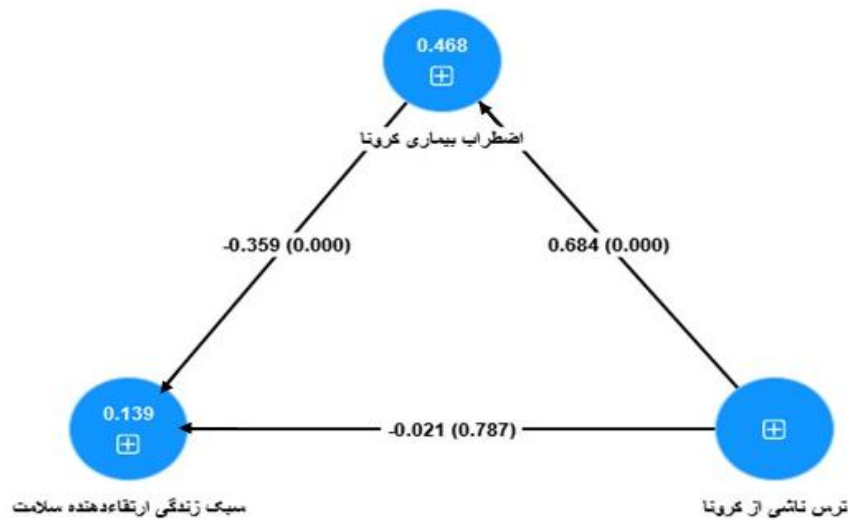 0.468
اضطراب بیماری کرونا
-0.359 (0.000)
0.684 (0.000)
0.139
-0.021 (0.787)
سبک زندگی ارتقاءدهنده سلامت
ترس ناشی از کرونا